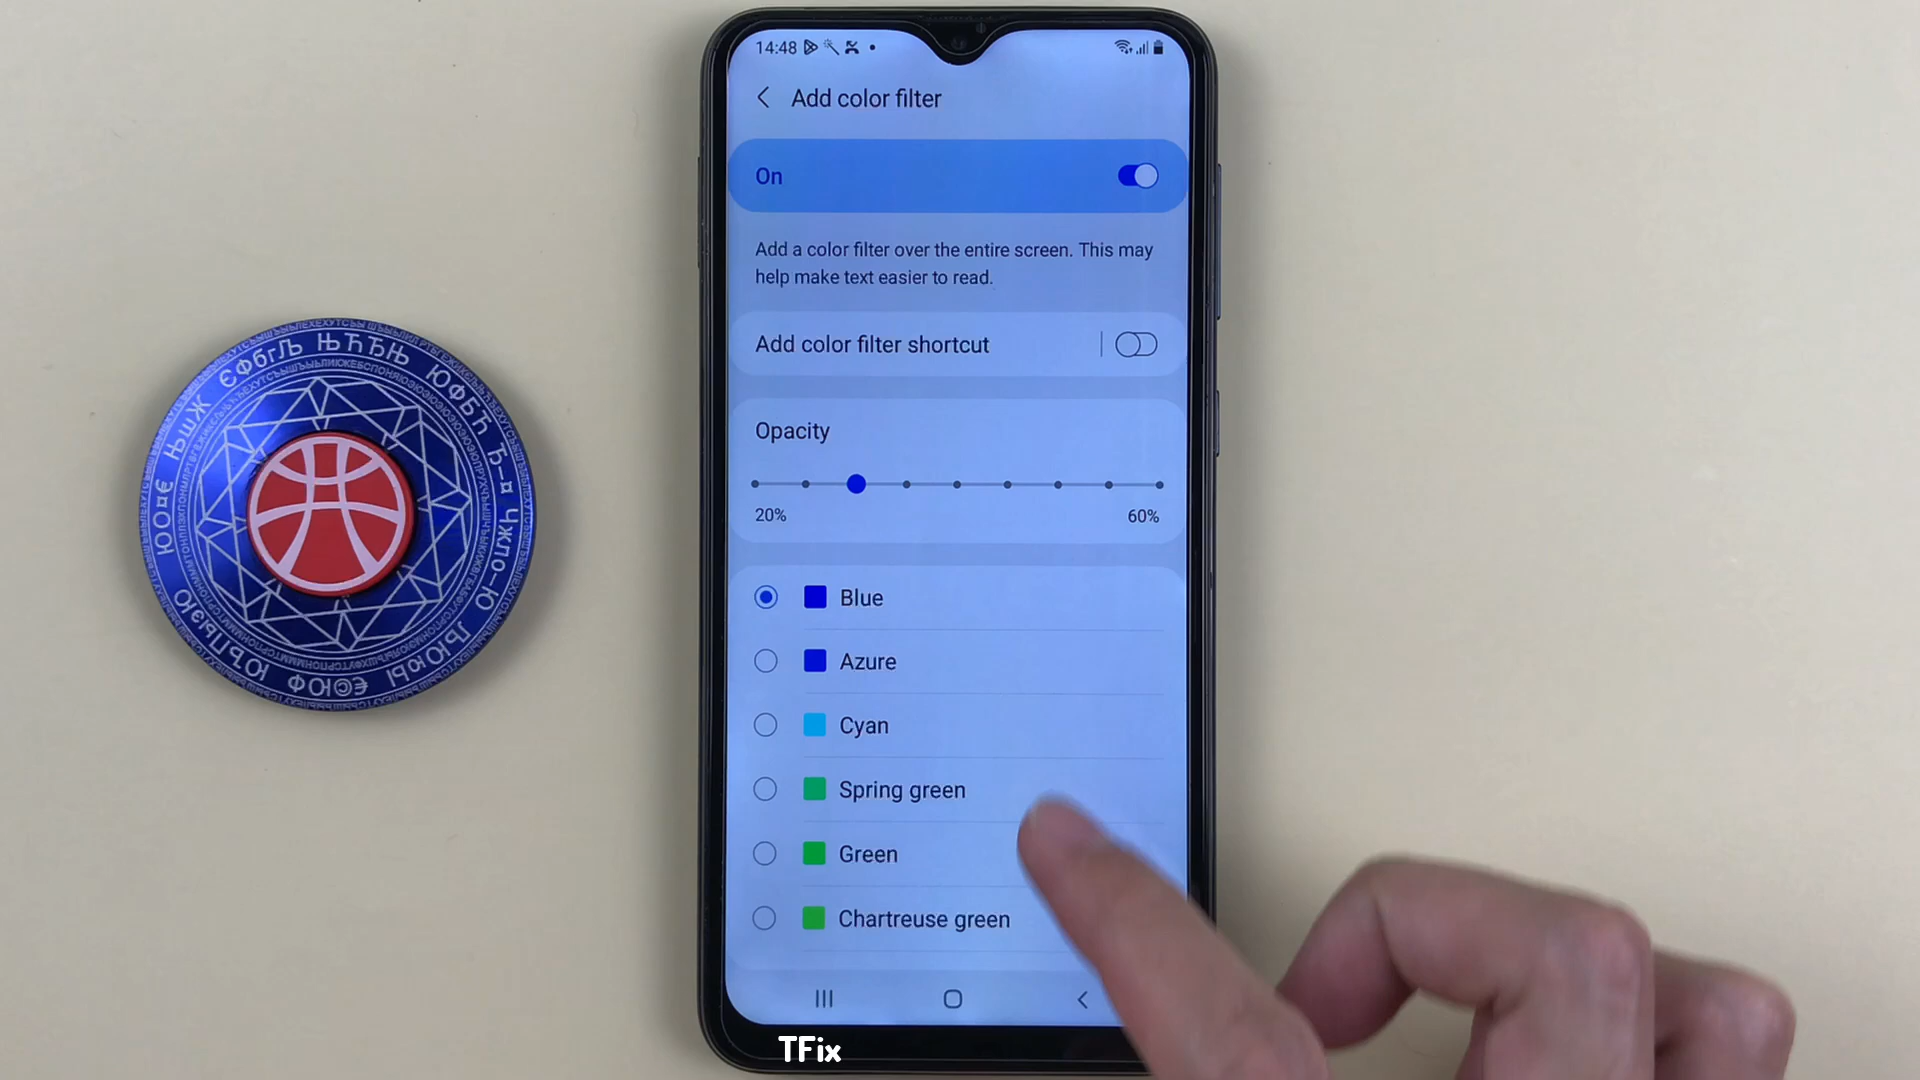 14:48
Add color filter
On
Add a color filter over the entire screen. This may
help make text easier to read.
Add color filter shortcut
Opacity
20%
60%
Blue
Azure
Cyan
Spring green
Green
Chartreuse green
TFix